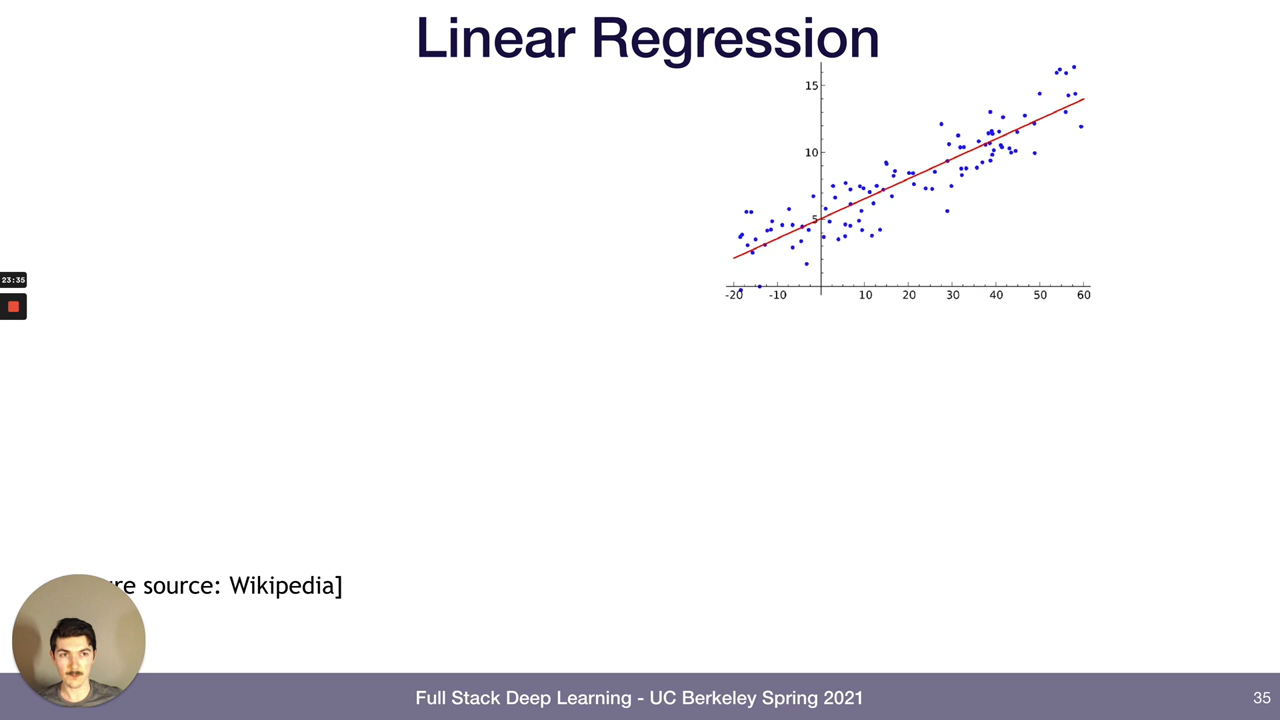 Linear Regression
15
10
5
-20 -10 10 20 30 40 50 60
23:35
source: Wikipedia]
Full Stack Deep Learning - UC Berkeley Spring 2021
35